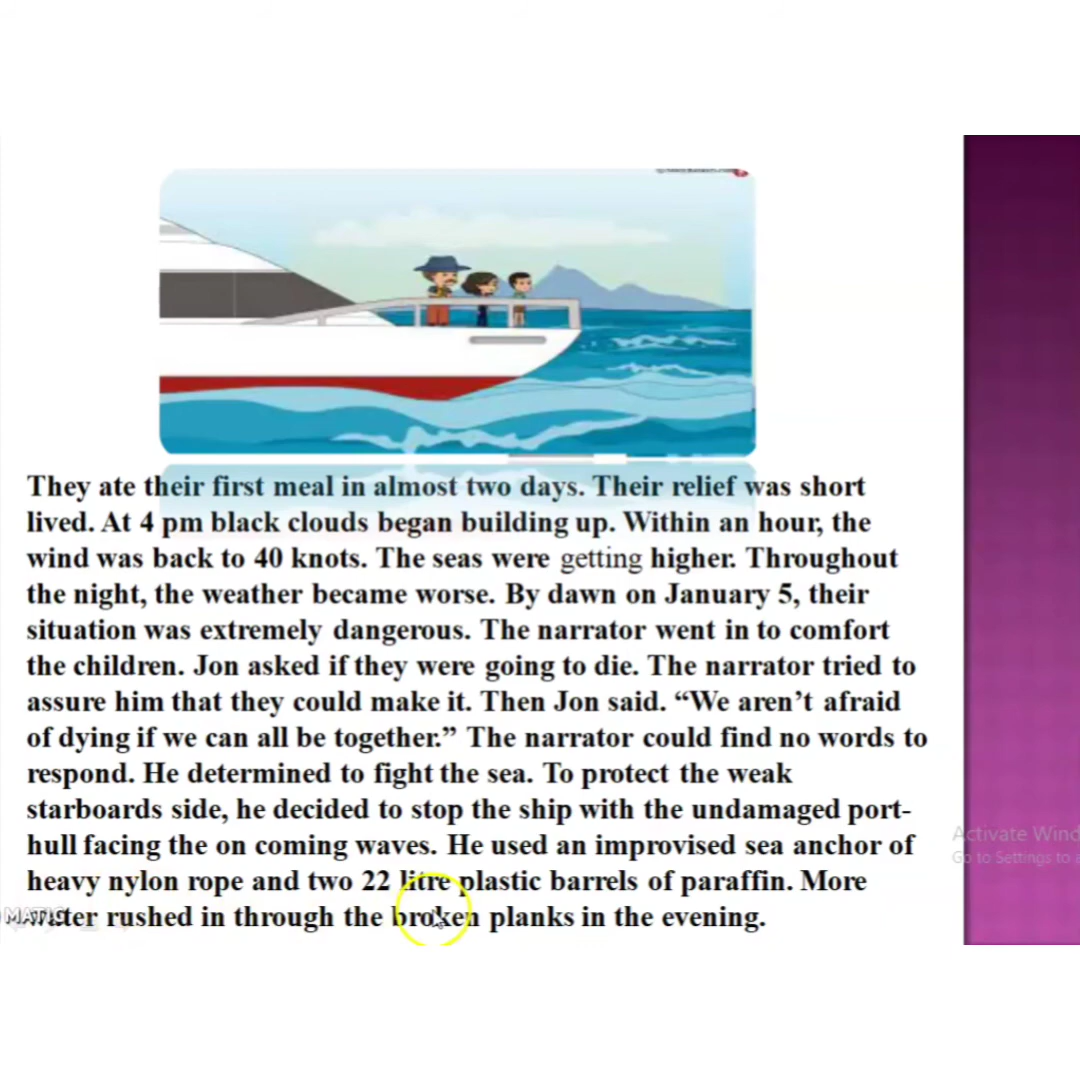 They ate their first meal in almost two days. Their relief was short
lived. At 4 pm black clouds began building up. Within an hour, the
wind was back to 40 knots. The seas were getting higher. Throughout
the night, the weather became worse. By dawn on January 5, their
situation was extremely dangerous. The narrator went in to comfort
the children. Jon asked if they were going to die. The narrator tried to
assure him that they could make it. Then Jon said. “We aren’t afraid
of dying if we can all be together.” The narrator could find no words to
respond. He determined to fight the sea. To protect the weak
starboards side, he decided to stop the ship with the undamaged port-
hull facing the on coming waves. He used an improvised sea anchor of
heavy nylon rope and two 22 litre plastic barrels of paraffin. More
water rushed in through the broken planks in the evening.
Activate Wind
Go to Settings to a
MATIC